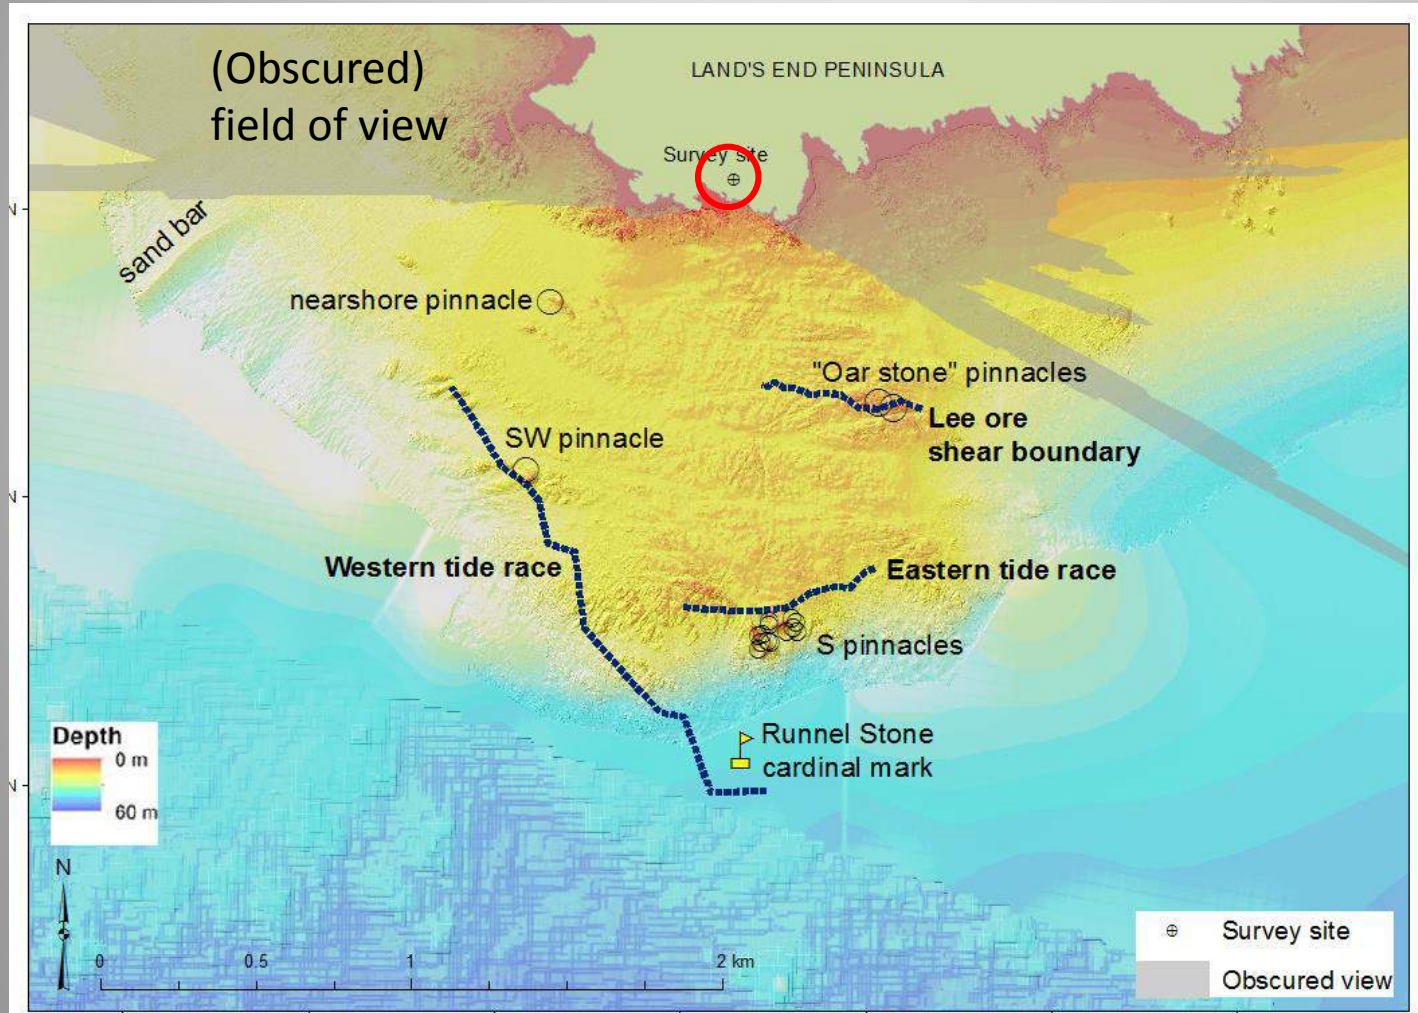 (Obscured)
field of view
LAND'S END PENINSULA
Survey site
N
sand bar
nearshore pinnacle
"Oar stone" pinnacles
Lee ore
shear boundary
SW pinnacle
N
Western tide race
Eastern tide race
S pinnacles
Runnel Stone
cardinal mark
N
Depth
0 m
60 m
N
0 0.5 1 2 km
Survey site
Obscured view